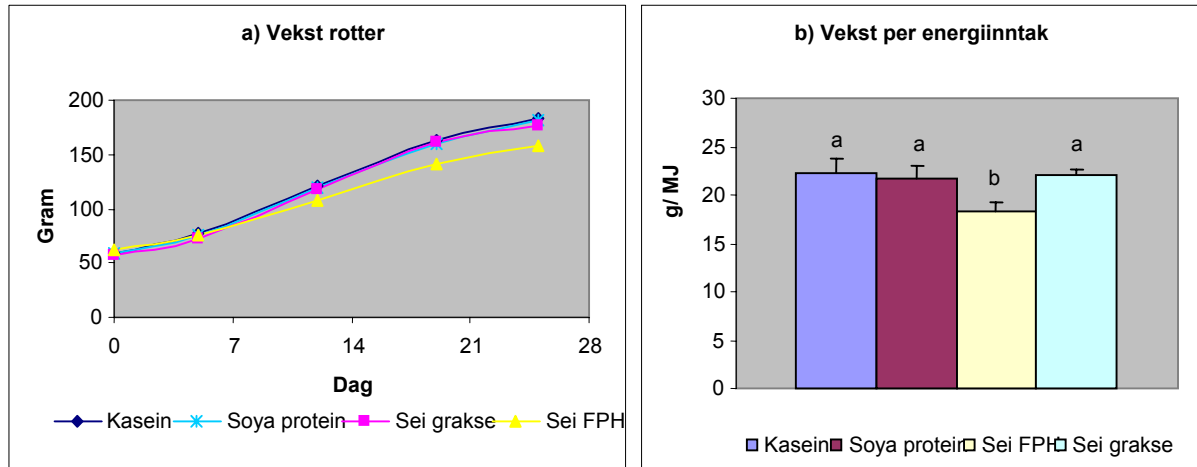 a) Vekst rotter
200
150
100
50
0
Gram
0 7 14 21 28
Dag
Kasein Soya protein Sei grakse Sei FPH
b) Vekst per energiinntak
30
25
20
15
10
5
0
g/ MJ
a a b a
Kasein Soya protein Sei FPH Sei grakse